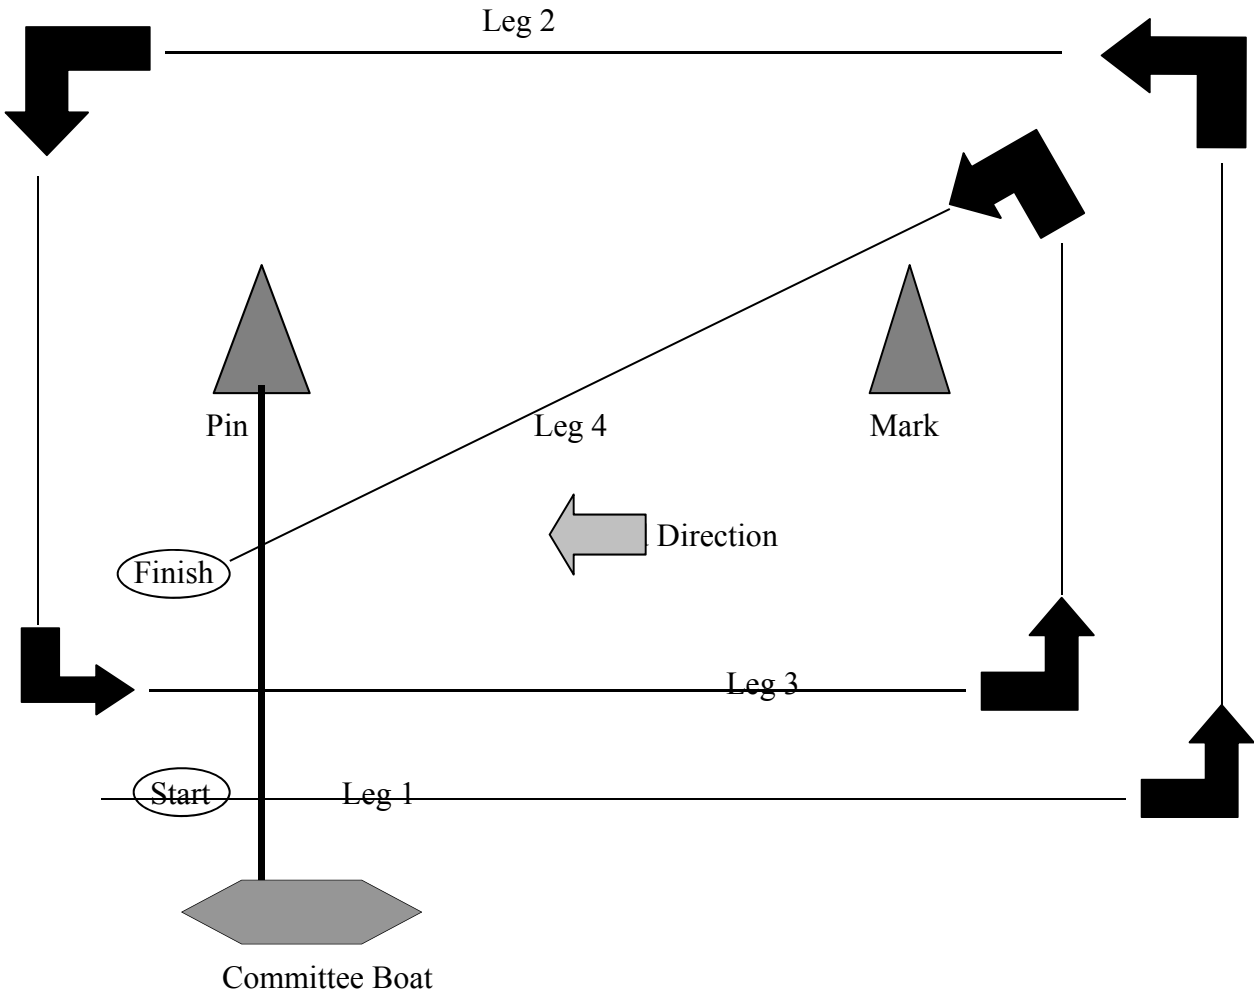 Leg 2
Pin
Leg 4
Mark
Direction
Finish
Leg 3
Start
Leg 1
Committee Boat